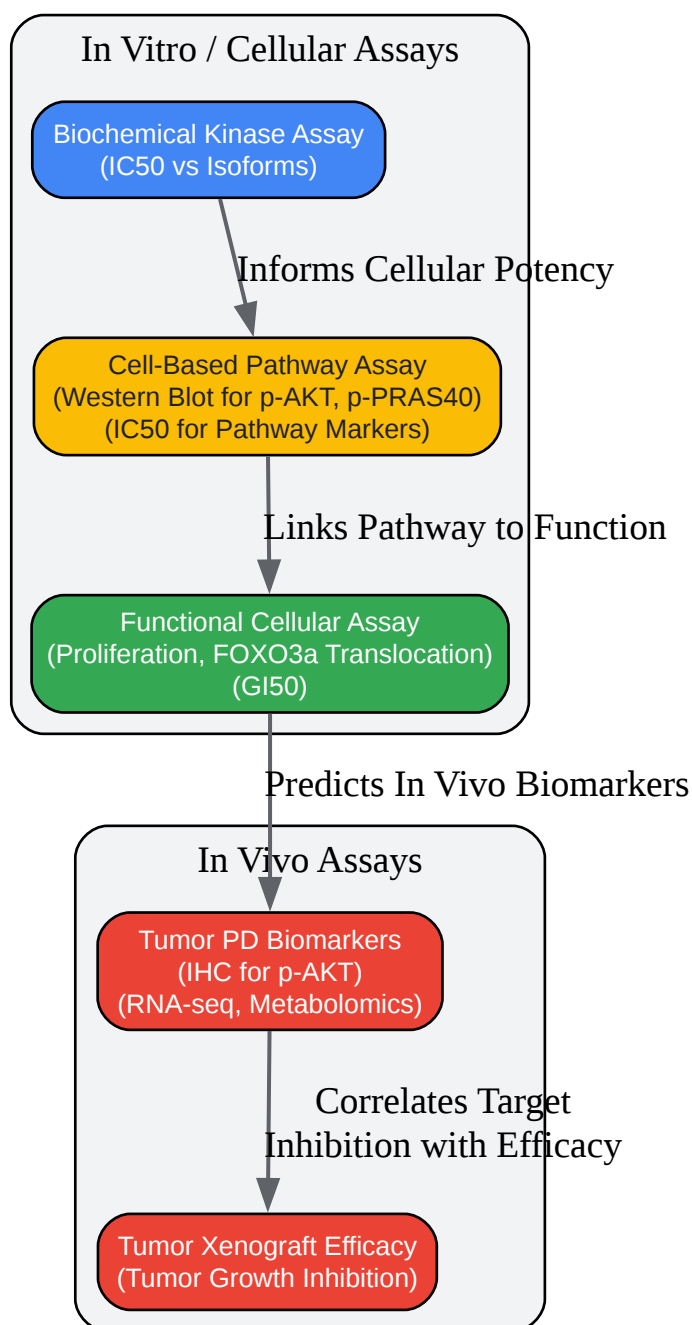 In Vitro / Cellular Assays
Biochemical Kinase Assay
(IC50 vs Isoforms)
Informs Cellular Potency
Cell-Based Pathway Assay
(Western Blot for p-AKT, p-PRAS40)
(IC50 for Pathway Markers)
Links Pathway to Function
Functional Cellular Assay
(Proliferation, FOXO3a Translocation)
(GI50)
Predicts In Vivo Biomarkers
In Vivo Assays
Tumor PD Biomarkers
(IHC for p-AKT)
(RNA-seq, Metabolomics)
Correlates Target
Inhibition with Efficacy
Tumor Xenograft Efficacy
(Tumor Growth Inhibition)